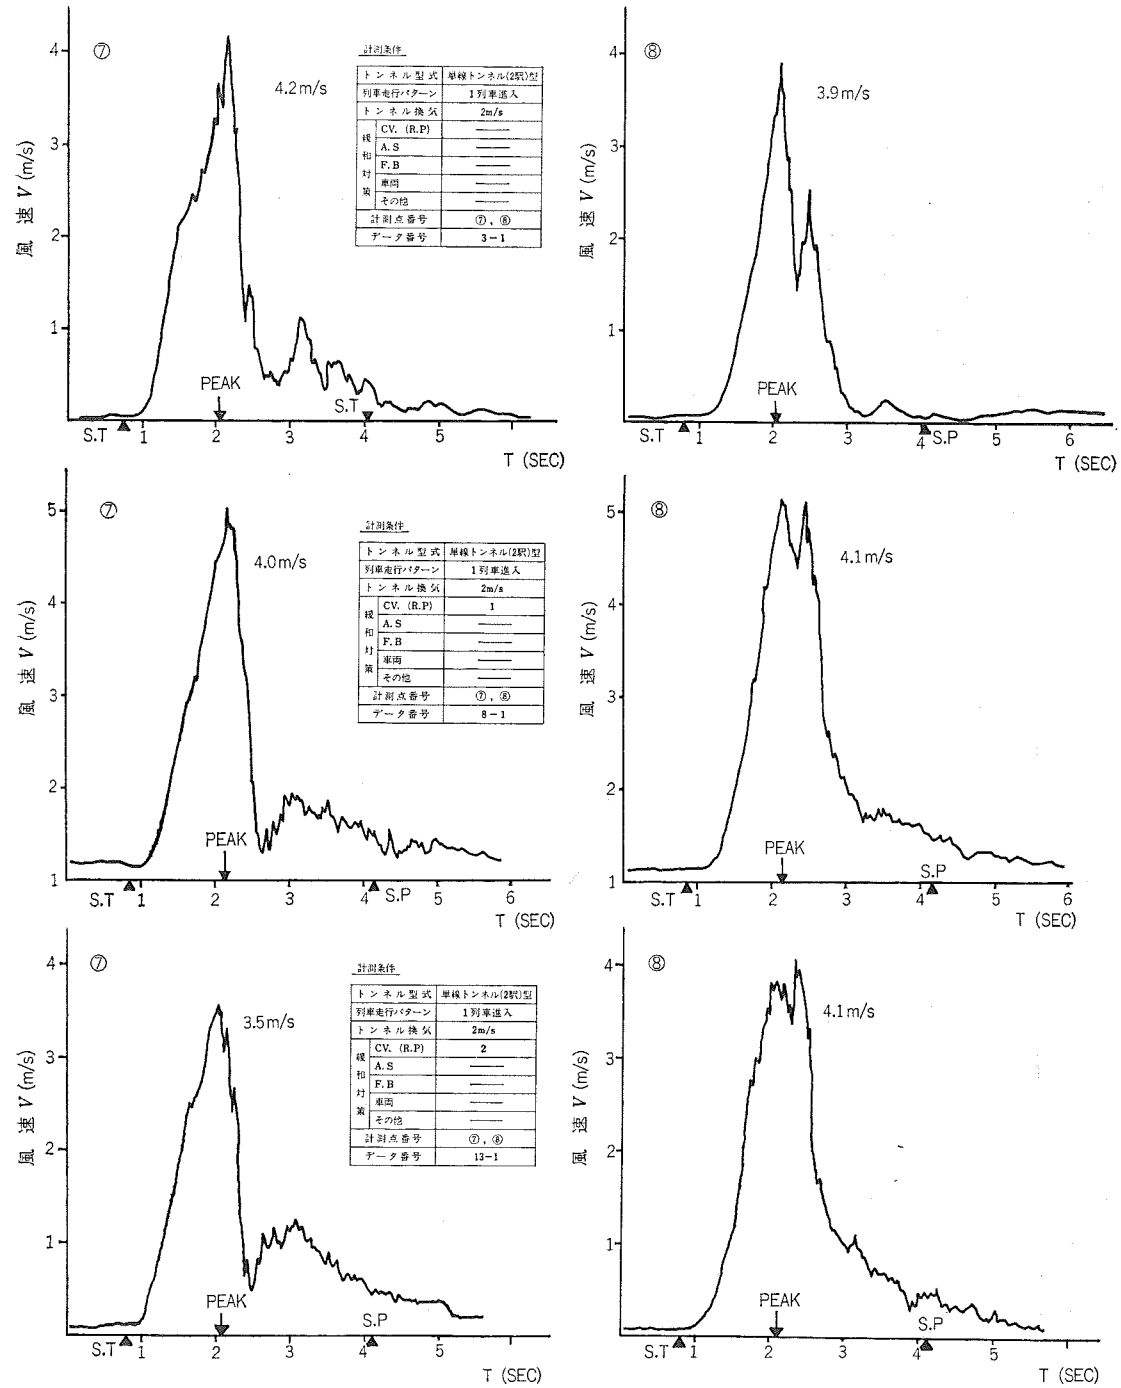 ⑦
4.2m/s
計測条件
トンネル型式 単線トンネル(2駅)型
列車走行パターン 1列車進入
トンネル換気 2m/s
緩和対策
CV. (R.P) ——
A.S ——
F.B ——
車両 ——
その他 ——
計測点番号 ⑦, ⑧
データ番号 3-1
風速 V (m/s)
4
3
2
1
PEAK
S.T
S.T 1 2 3 4 5
T (SEC)
⑧
3.9m/s
風速 V (m/s)
4
3
2
1
PEAK
S.T 1 2 3 4 S.P 5 6
T (SEC)
⑦
4.0m/s
計測条件
トンネル型式 単線トンネル(2駅)型
列車走行パターン 1列車進入
トンネル換気 2m/s
緩和対策
CV. (R.P) 1
A.S ——
F.B ——
車両 ——
その他 ——
計測点番号 ⑦, ⑧
データ番号 8-1
風速 V (m/s)
5
4
3
2
1
PEAK
S.T 1 2 3 4 S.P 5 6
T (SEC)
⑧
4.1m/s
風速 V (m/s)
5
4
3
2
1
PEAK
S.P
S.T 1 2 3 4 5 6
T (SEC)
⑦
3.5m/s
計測条件
トンネル型式 単線トンネル(2駅)型
列車走行パターン 1列車進入
トンネル換気 2m/s
緩和対策
CV. (R.P) 2
A.S ——
F.B ——
車両 ——
その他 ——
計測点番号 ⑦, ⑧
データ番号 13-1
風速 V (m/s)
4
3
2
1
PEAK
S.P
S.T 1 2 3 4 5
T (SEC)
⑧
4.1m/s
風速 V (m/s)
4
3
2
1
PEAK
S.P
S.T 1 2 3 4 5
T (SEC)